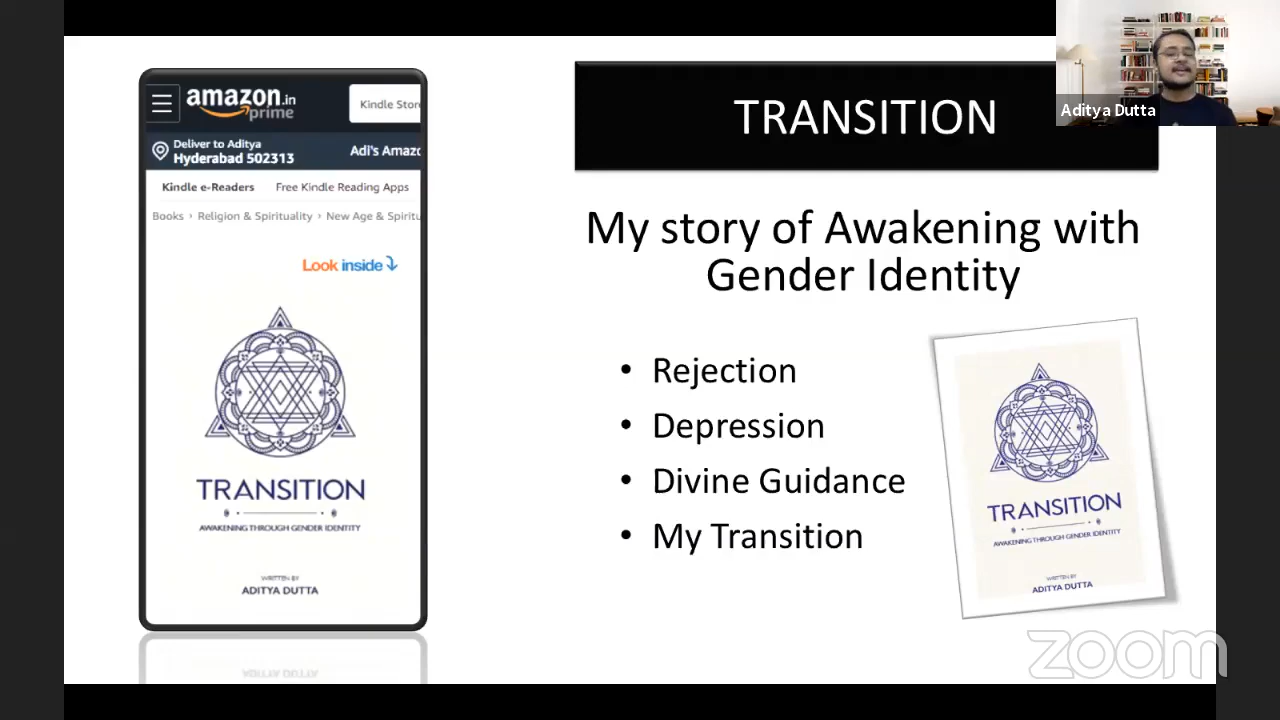 amazon.in
prime
Kindle Stor
Deliver to Aditya
Hyderabad 502313
Adi's Amazo
Kindle e-Readers Free Kindle Reading Apps
Books › Religion & Spirituality › New Age & Spiritu
Look inside
TRANSITION
AWAKENING THROUGH GENDER IDENTITY
WRITTEN BY
ADITYA DUTTA
TRANSITION
Aditya Dutta
My story of Awakening with
Gender Identity
• Rejection
• Depression
• Divine Guidance
• My Transition
TRANSITION
AWAKENING THROUGH GENDER IDENTITY
WRITTEN BY
ADITYA DUTTA
zoom